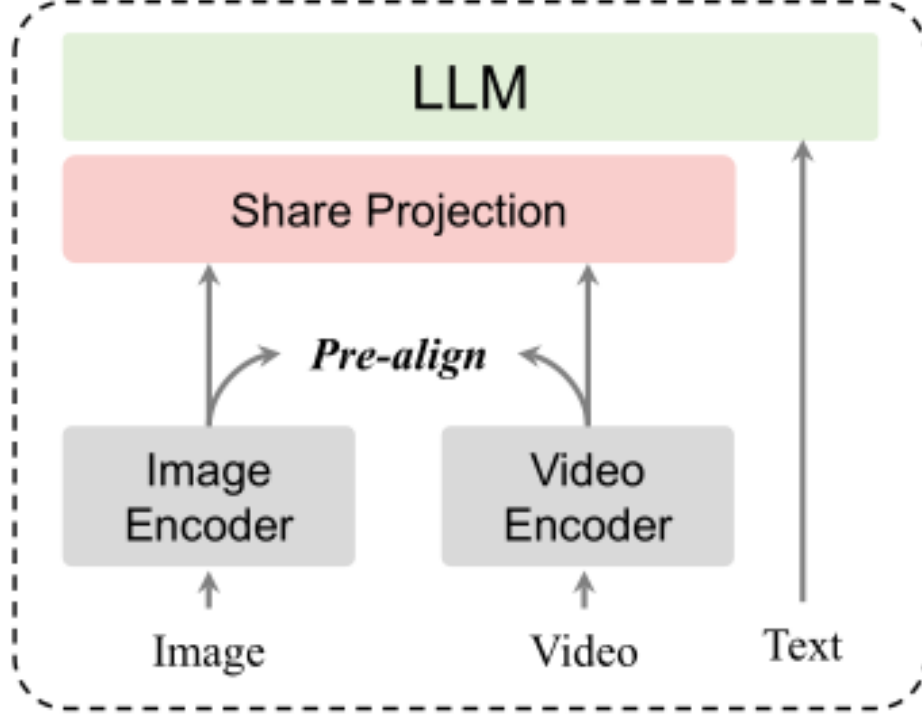 LLM
Share Projection
Pre-align
Image
Encoder
Video
Encoder
Image
Video
Text